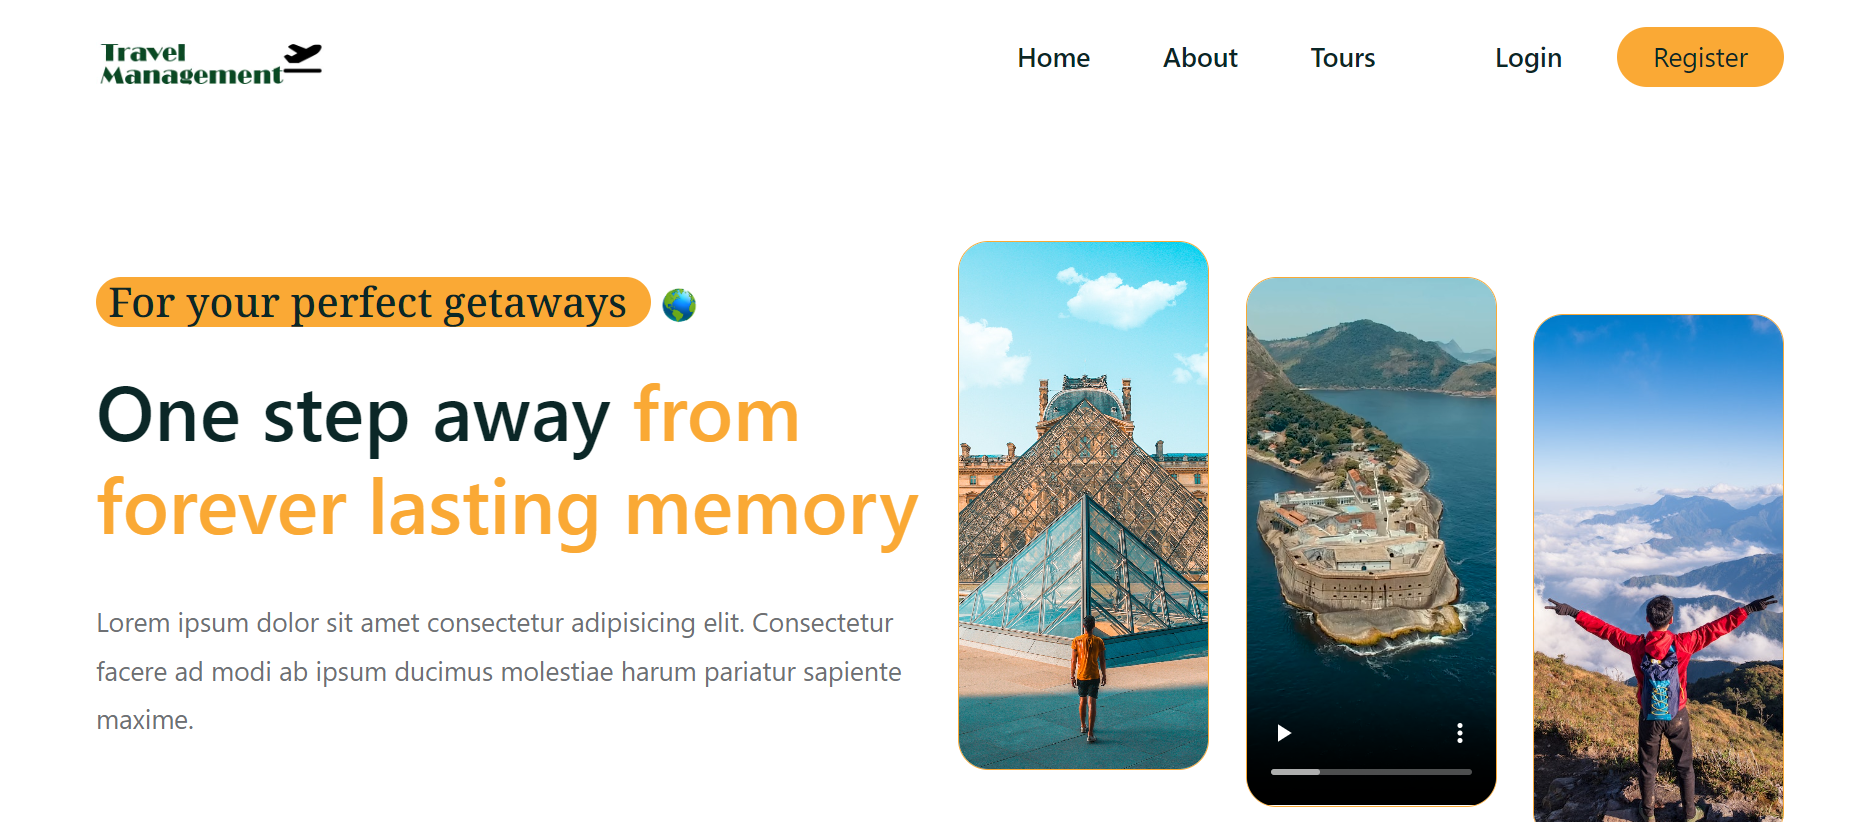 Travel
Management
Home About Tours Login Register
For your perfect getaways 🌎
One step away from
forever lasting memory
Lorem ipsum dolor sit amet consectetur adipisicing elit. Consectetur
facere ad modi ab ipsum ducimus molestiae harum pariatur sapiente
maxime.